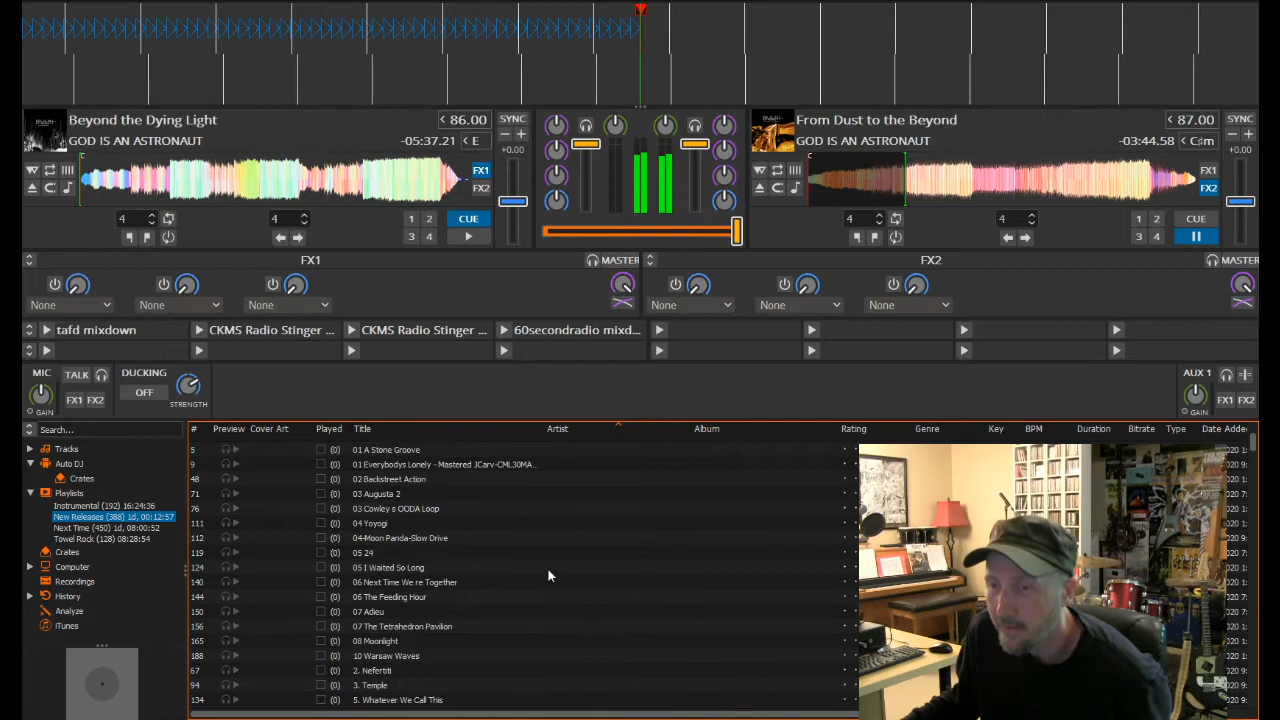 Beyond the Dying Light
86.00
SYNC
GOD IS AN ASTRONAUT
-05:37.21
E
+0.00
FX1
FX2
4
4
1 2
CUE
3 4
From Dust to the Beyond
87.00
SYNC
GOD IS AN ASTRONAUT
-03:44.58
C♯m
+0.00
FX1
FX2
4
4
1 2
CUE
3 4
FX1
MASTER
FX2
MASTER
None
None
None
None
None
None
tafd mixdown
CKMS Radio Stinger ...
CKMS Radio Stinger ...
60secondradio mixd...
MIC
TALK
DUCKING
OFF
GAIN
FX1 FX2
STRENGTH
AUX 1
GAIN
FX1 FX2
Search...
Tracks
Auto DJ
Crates
Playlists
Instrumental (192) 16:24:36
New Releases (388) 1d, 00:12:57
Next Time (450) 1d, 08:00:52
Towel Rock (128) 08:28:54
Crates
Computer
Recordings
History
Analyze
iTunes
# Preview Cover Art Played Title Artist Album Rating Genre Key BPM Duration Bitrate Type Date Adde
5 (0) 01 A Stone Groove
9 (0) 01 Everybodys Lonely - Mastered JCarv-CML30MA...
48 (0) 02 Backstreet Action
71 (0) 03 Augusta 2
76 (0) 03 Cowley s OODA Loop
111 (0) 04 Yoyogi
112 (0) 04-Moon Panda-Slow Drive
119 (0) 05 24
124 (0) 05 I Waited So Long
140 (0) 06 Next Time We re Together
144 (0) 06 The Feeding Hour
150 (0) 07 Adieu
156 (0) 07 The Tetrahedron Pavilion
165 (0) 08 Moonlight
188 (0) 10 Warsaw Waves
67 (0) 2. Nefertiti
94 (0) 3. Temple
134 (0) 5. Whatever We Call This